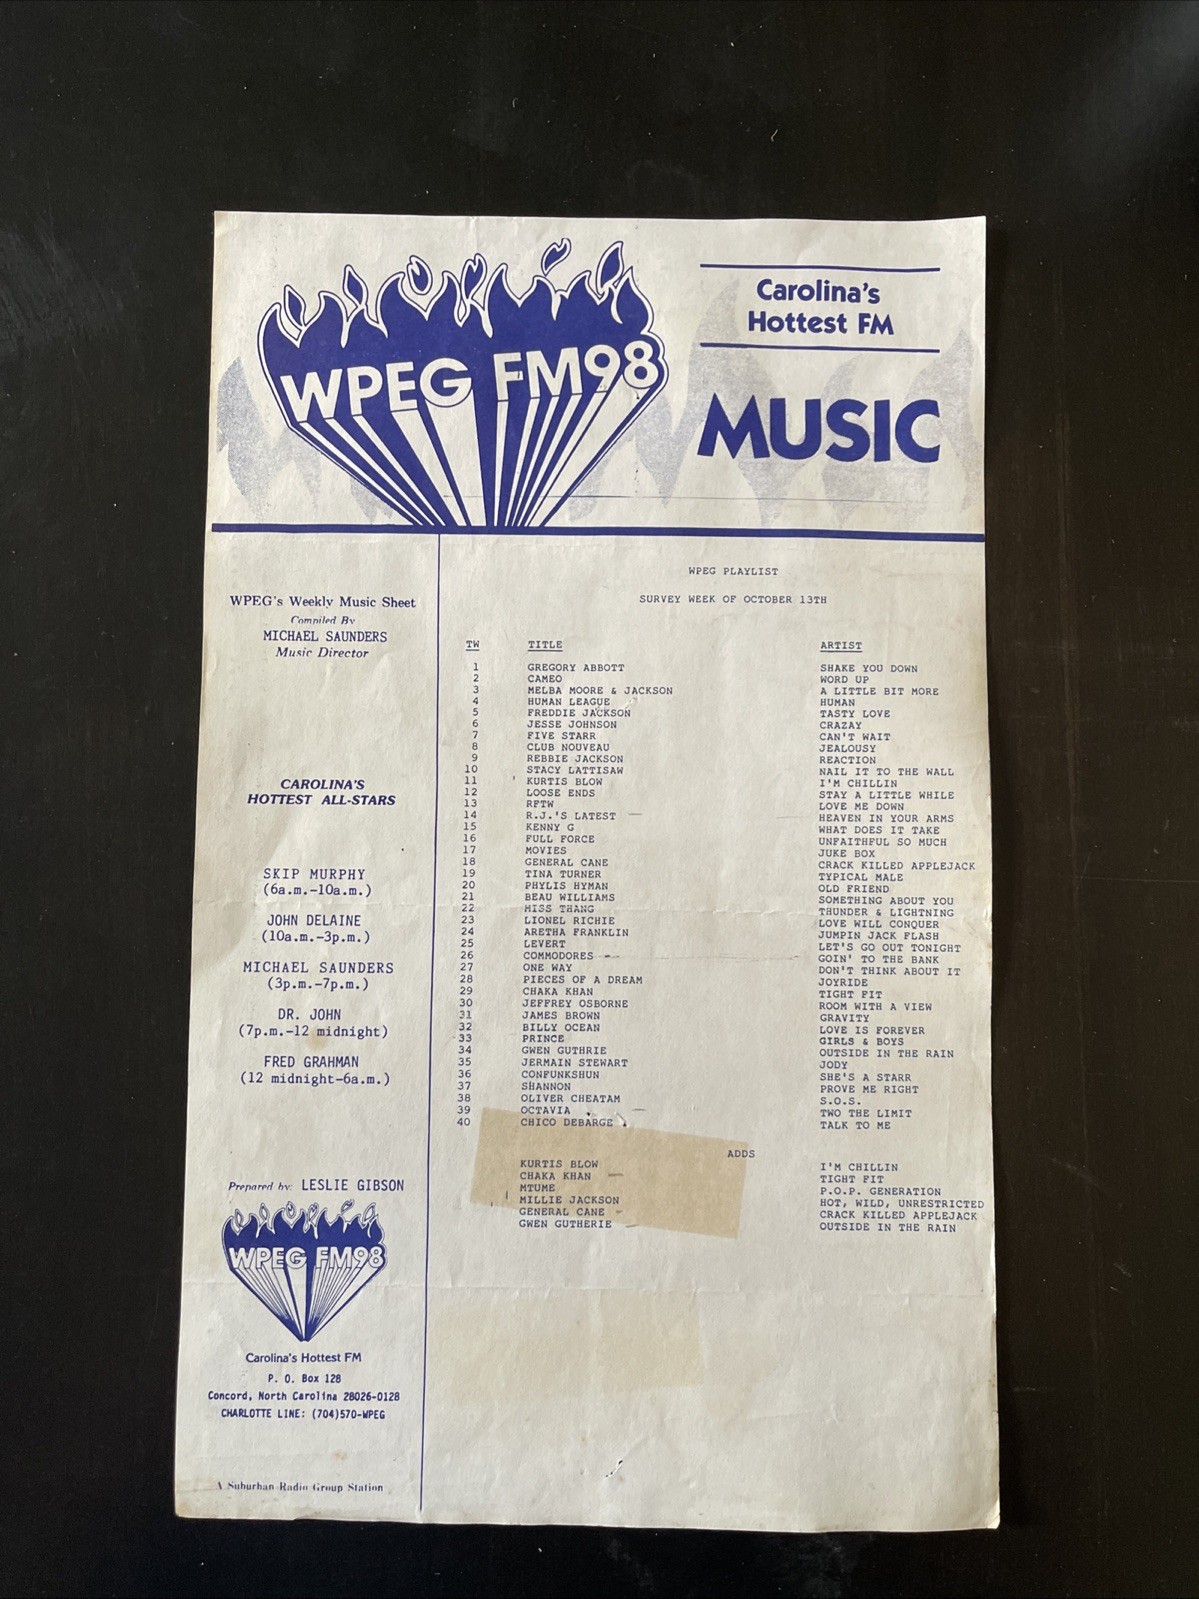 WPEG FM98
Carolina's
Hottest FM
MUSIC
WPEG's Weekly Music Sheet
Compiled By
MICHAEL SAUNDERS
Music Director
CAROLINA'S
HOTTEST ALL-STARS
SKIP MURPHY
(6a.m.-10a.m.)
JOHN DELAINE
(10a.m.-3p.m.)
MICHAEL SAUNDERS
(3p.m.-7p.m.)
DR. JOHN
(7p.m.-12 midnight)
FRED GRAHMAN
(12 midnight-6a.m.)
Prepared by: LESLIE GIBSON
WPEG FM98
Carolina's Hottest FM
P. O. Box 128
Concord, North Carolina 28026-0128
CHARLOTTE LINE: (704)570-WPEG
A Suburban Radio Group Station
WPEG PLAYLIST
SURVEY WEEK OF OCTOBER 13TH
TW TITLE ARTIST
1 GREGORY ABBOTT SHAKE YOU DOWN
2 CAMEO WORD UP
3 MELBA MOORE & JACKSON A LITTLE BIT MORE
4 HUMAN LEAGUE HUMAN
5 FREDDIE JACKSON TASTY LOVE
6 JESSE JOHNSON CRAZAY
7 FIVE STARR CAN'T WAIT
8 CLUB NOUVEAU JEALOUSY
9 REBBIE JACKSON REACTION
10 STACY LATTISAW NAIL IT TO THE WALL
11 KURTIS BLOW I'M CHILLIN
12 LOOSE ENDS STAY A LITTLE WHILE
13 RFTW LOVE ME DOWN
14 R.J.'S LATEST HEAVEN IN YOUR ARMS
15 KENNY G WHAT DOES IT TAKE
16 FULL FORCE UNFAITHFUL SO MUCH
17 MOVIES JUKE BOX
18 GENERAL CANE CRACK KILLED APPLEJACK
19 TINA TURNER TYPICAL MALE
20 PHYLIS HYMAN OLD FRIEND
21 BEAU WILLIAMS SOMETHING ABOUT YOU
22 MISS THANG THUNDER & LIGHTNING
23 LIONEL RICHIE LOVE WILL CONQUER
24 ARETHA FRANKLIN JUMPIN JACK FLASH
25 LEVERT LET'S GO OUT TONIGHT
26 COMMODORES GOIN' TO THE BANK
27 ONE WAY DON'T THINK ABOUT IT
28 PIECES OF A DREAM JOYRIDE
29 CHAKA KHAN TIGHT FIT
30 JEFFREY OSBORNE ROOM WITH A VIEW
31 JAMES BROWN GRAVITY
32 BILLY OCEAN LOVE IS FOREVER
33 PRINCE GIRLS & BOYS
34 GWEN GUTHRIE OUTSIDE IN THE RAIN
35 JERMAIN STEWART JODY
36 CONFUNKSHUN SHE'S A STARR
37 SHANNON PROVE ME RIGHT
38 OLIVER CHEATAM S.O.S.
39 OCTAVIA TWO THE LIMIT
40 CHICO DEBARGE TALK TO ME
ADDS
KURTIS BLOW I'M CHILLIN
CHAKA KHAN TIGHT FIT
MTUME P.O.P. GENERATION
MILLIE JACKSON HOT, WILD, UNRESTRICTED
GENERAL CANE CRACK KILLED APPLEJACK
GWEN GUTHERIE OUTSIDE IN THE RAIN